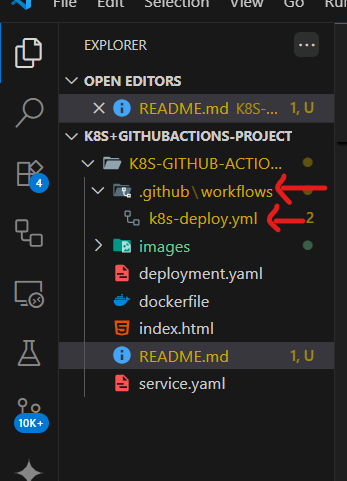 File Edit Selection View Go Run
EXPLORER
...
OPEN EDITORS
README.md K8S-... 1, U
K8S+GITHUBACTIONS-PROJECT
K8S-GITHUB-ACTIO...
.github\workflows
k8s-deploy.yml 2
images
4
deployment.yaml
dockerfile
index.html
README.md 1, U
service.yaml
10K+